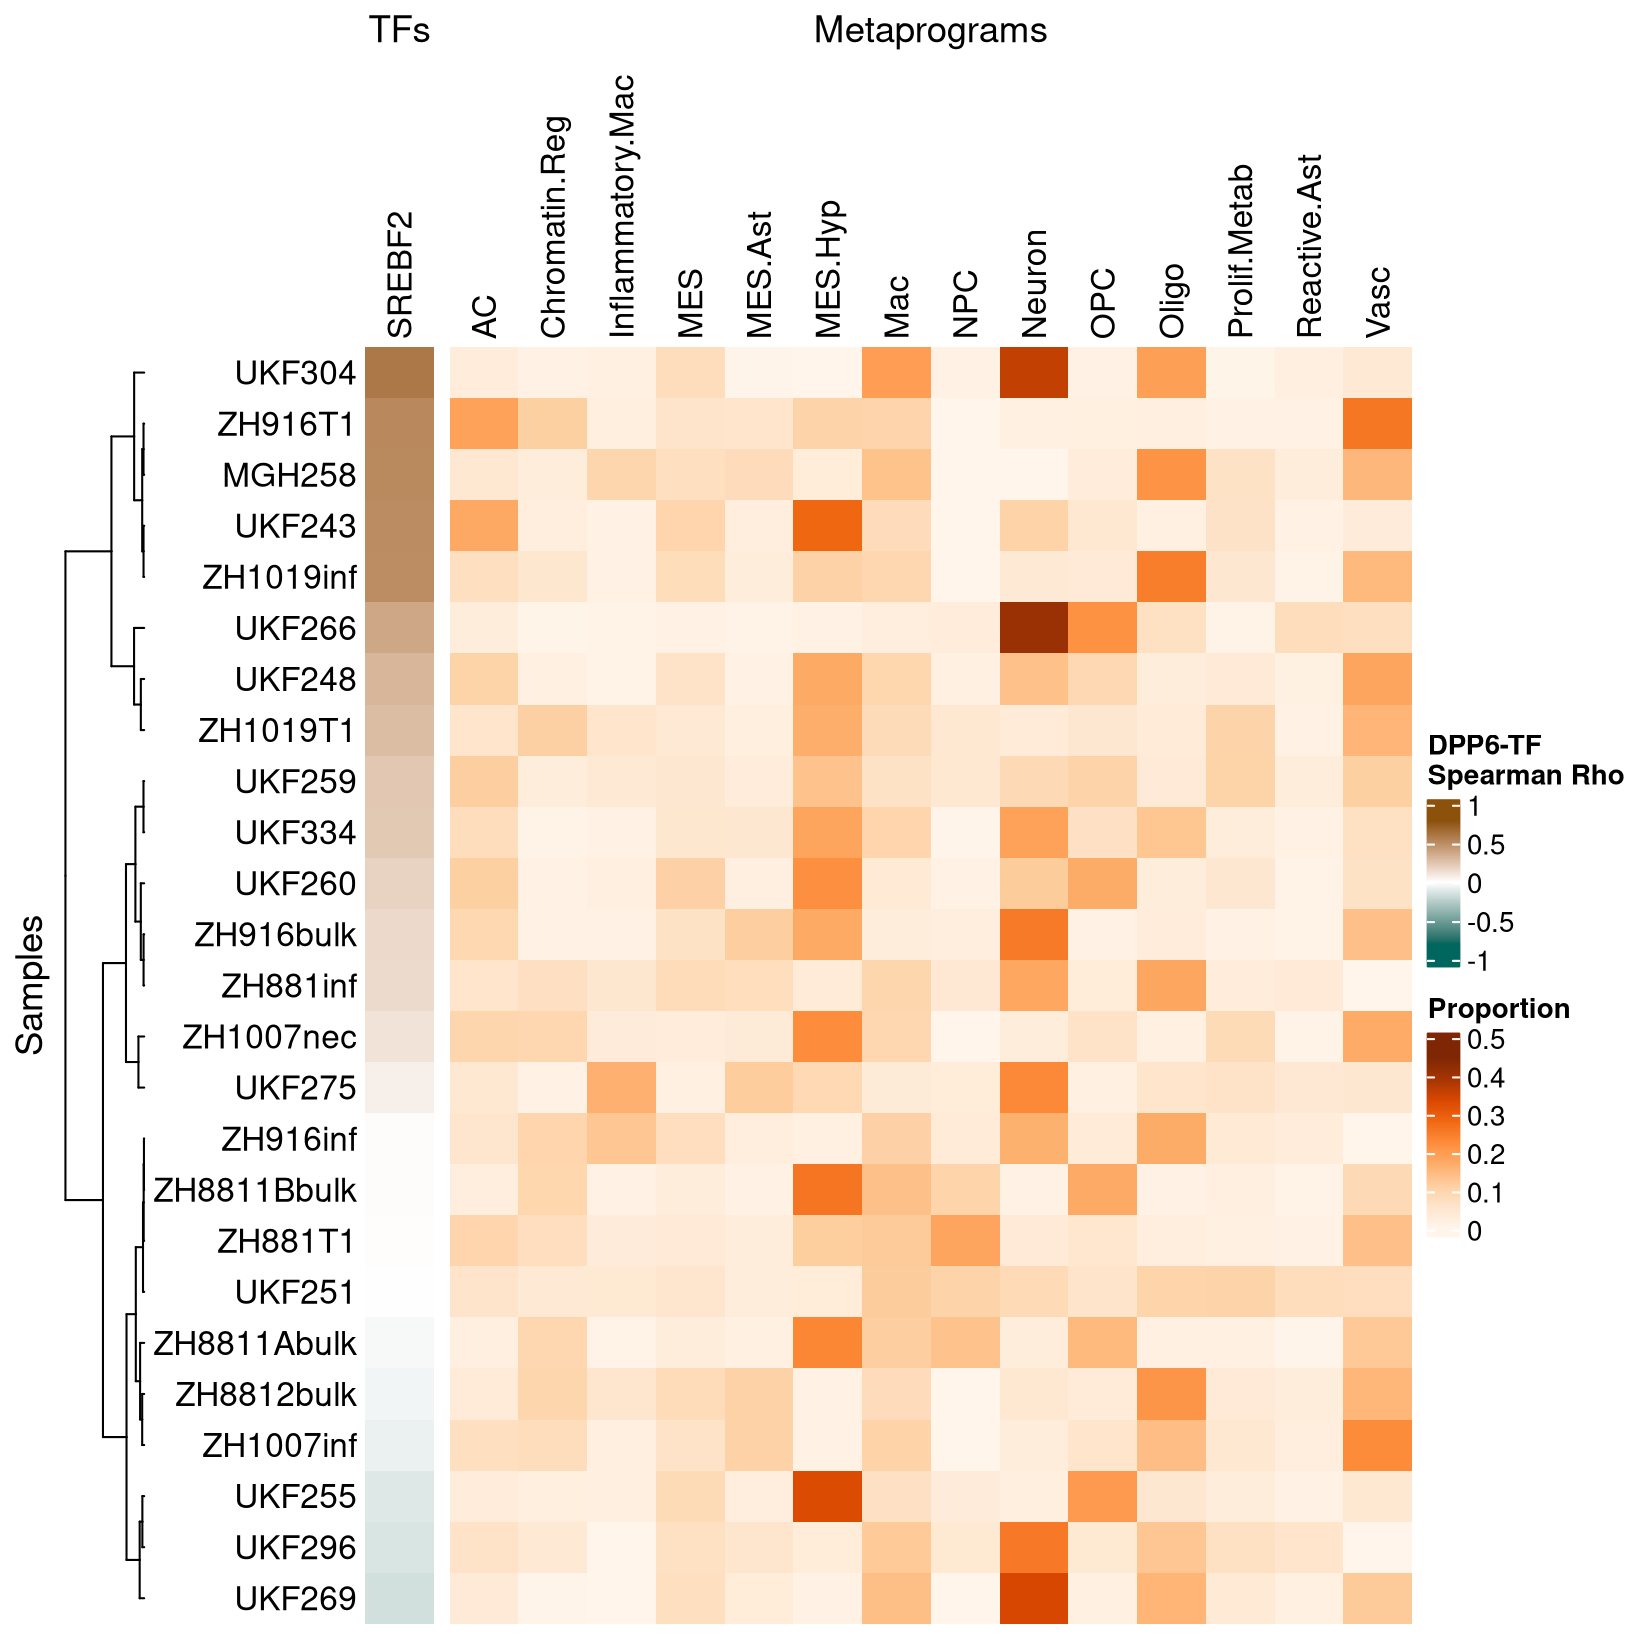 TFs
Metaprograms
SREBF2
AC
Chromatin.Reg
Inflammatory.Mac
MES
MES.Ast
MES.Hyp
Mac
NPC
Neuron
OPC
Oligo
Prolif.Metab
Reactive.Ast
Vasc
Samples
UKF304
ZH916T1
MGH258
UKF243
ZH1019inf
UKF266
UKF248
ZH1019T1
UKF259
UKF334
UKF260
ZH916bulk
ZH881inf
ZH1007nec
UKF275
ZH916inf
ZH8811Bbulk
ZH881T1
UKF251
ZH8811Abulk
ZH8812bulk
ZH1007inf
UKF255
UKF296
UKF269
DPP6-TF
Spearman Rho
1
0.5
0
-0.5
-1
Proportion
0.5
0.4
0.3
0.2
0.1
0